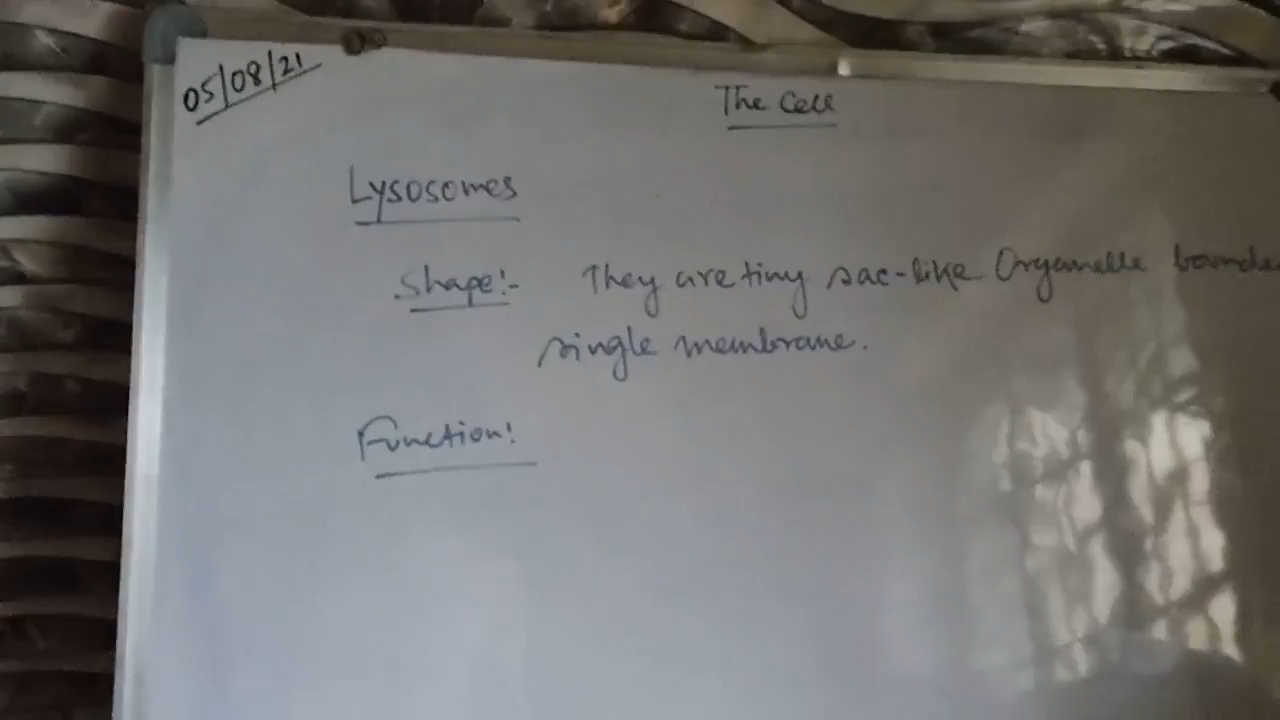 05/08/21
The Cell
Lysosomes
Shape:- They are tiny sac-like Organelle
single membrane.
Function: